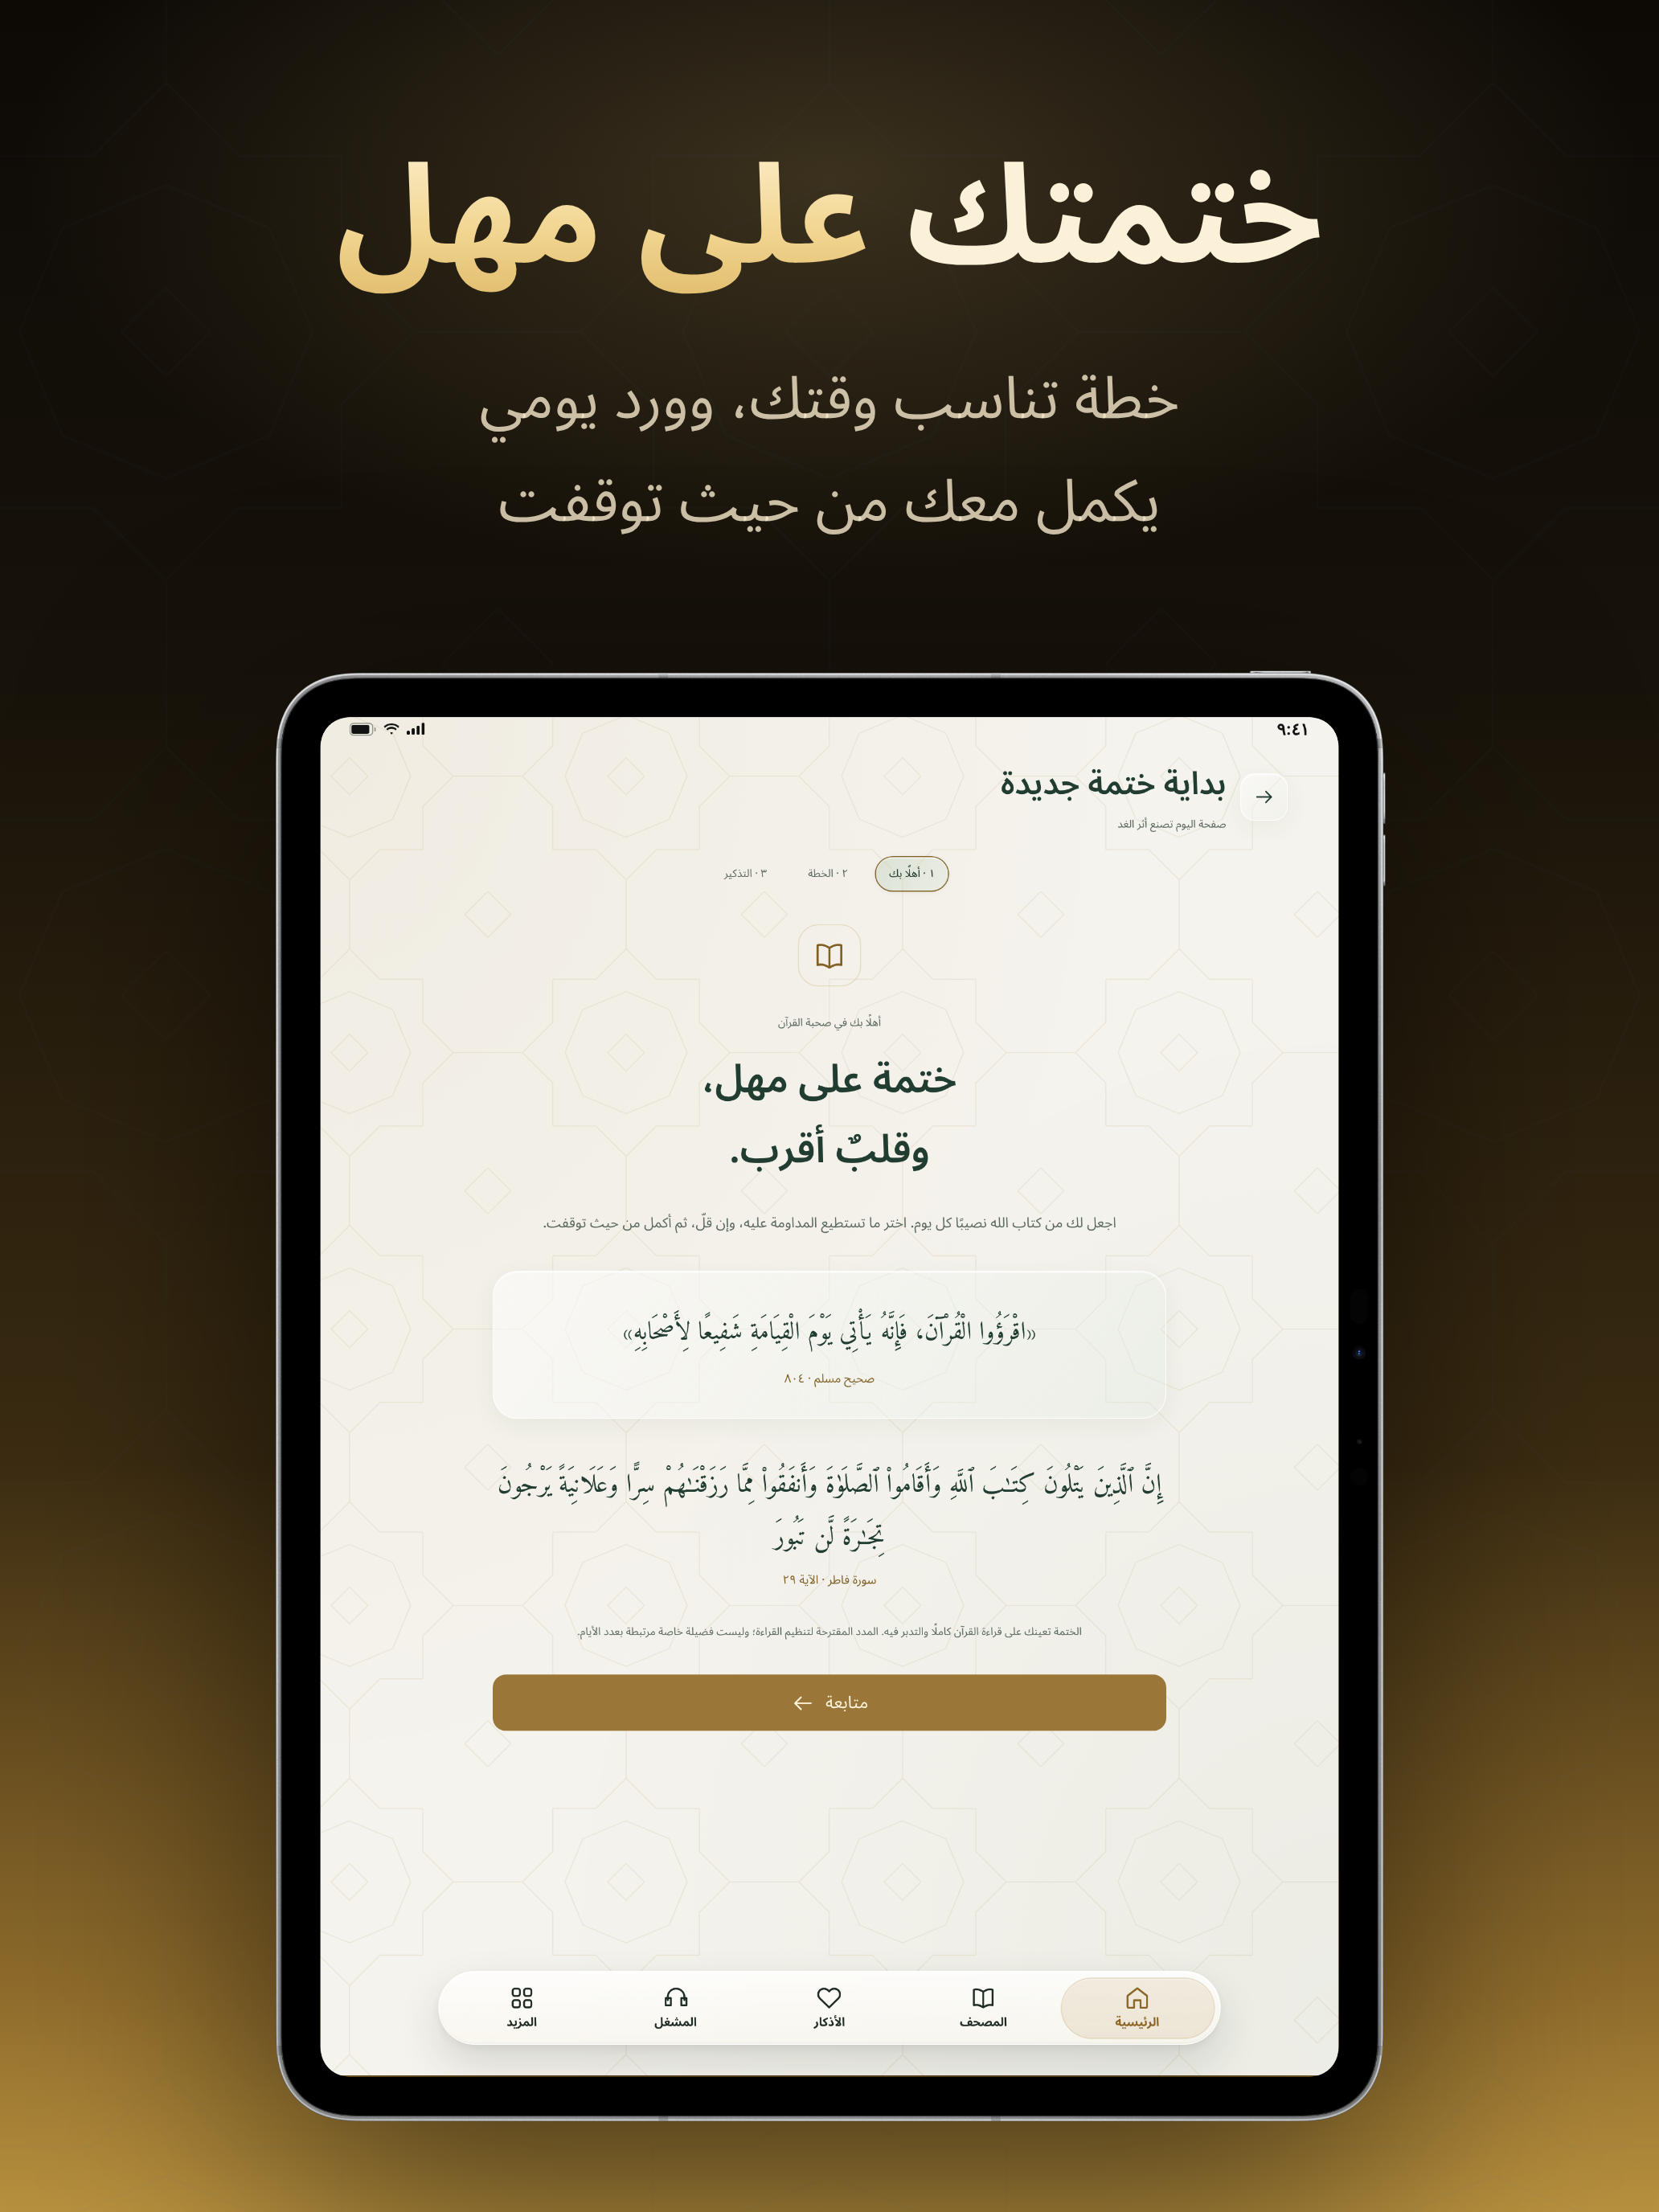 ختمتك على مهل
خطة تناسب وقتك، وورد يومي
يكمل معك من حيث توقفت
٩:٤١
بداية ختمة جديدة
صفحة اليوم تصنع أثر الغد
١ · أهلًا بك
٢ · الخطة
٣ · التذكير
أهلًا بك في صحبة القرآن
ختمة على مهل،
وقلبٌ أقرب.
اجعل لك من كتاب الله نصيبًا كل يوم. اختر ما تستطيع المداومة عليه، وإن قلّ، ثم أكمل من حيث توقفت.
«اقْرَؤُوا الْقُرْآنَ، فَإِنَّهُ يَأْتِي يَوْمَ الْقِيَامَةِ شَفِيعًا لِأَصْحَابِهِ»
صحيح مسلم · ٨٠٤
إِنَّ ٱلَّذِينَ يَتْلُونَ كِتَـٰبَ ٱللَّهِ وَأَقَامُوا۟ ٱلصَّلَوٰةَ وَأَنفَقُوا۟ مِمَّا رَزَقْنَـٰهُمْ سِرًّا وَعَلَانِيَةً يَرْجُونَ
تِجَـٰرَةً لَّن تَبُورَ
سورة فاطر · الآية ٢٩
الختمة تعينك على قراءة القرآن كاملًا والتدبر فيه. المدد المقترحة لتنظيم القراءة؛ وليست فضيلة خاصة مرتبطة بعدد الأيام.
متابعة
الرئيسية
المصحف
الأذكار
المشغل
المزيد